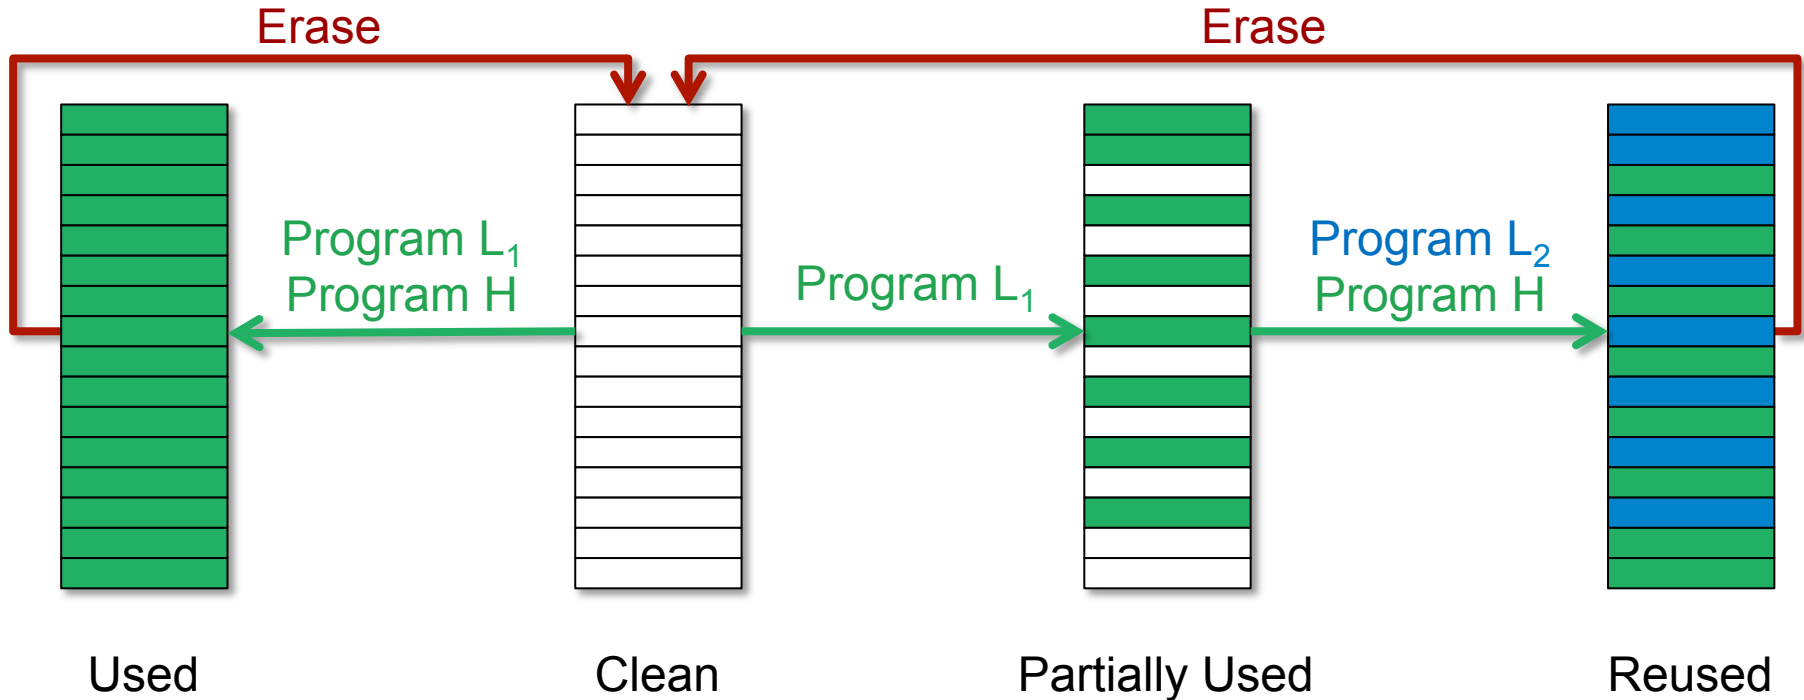 Erase
Erase
Program L₁
Program H
Program L₁
Program L₂
Program H
Used
Clean
Partially Used
Reused